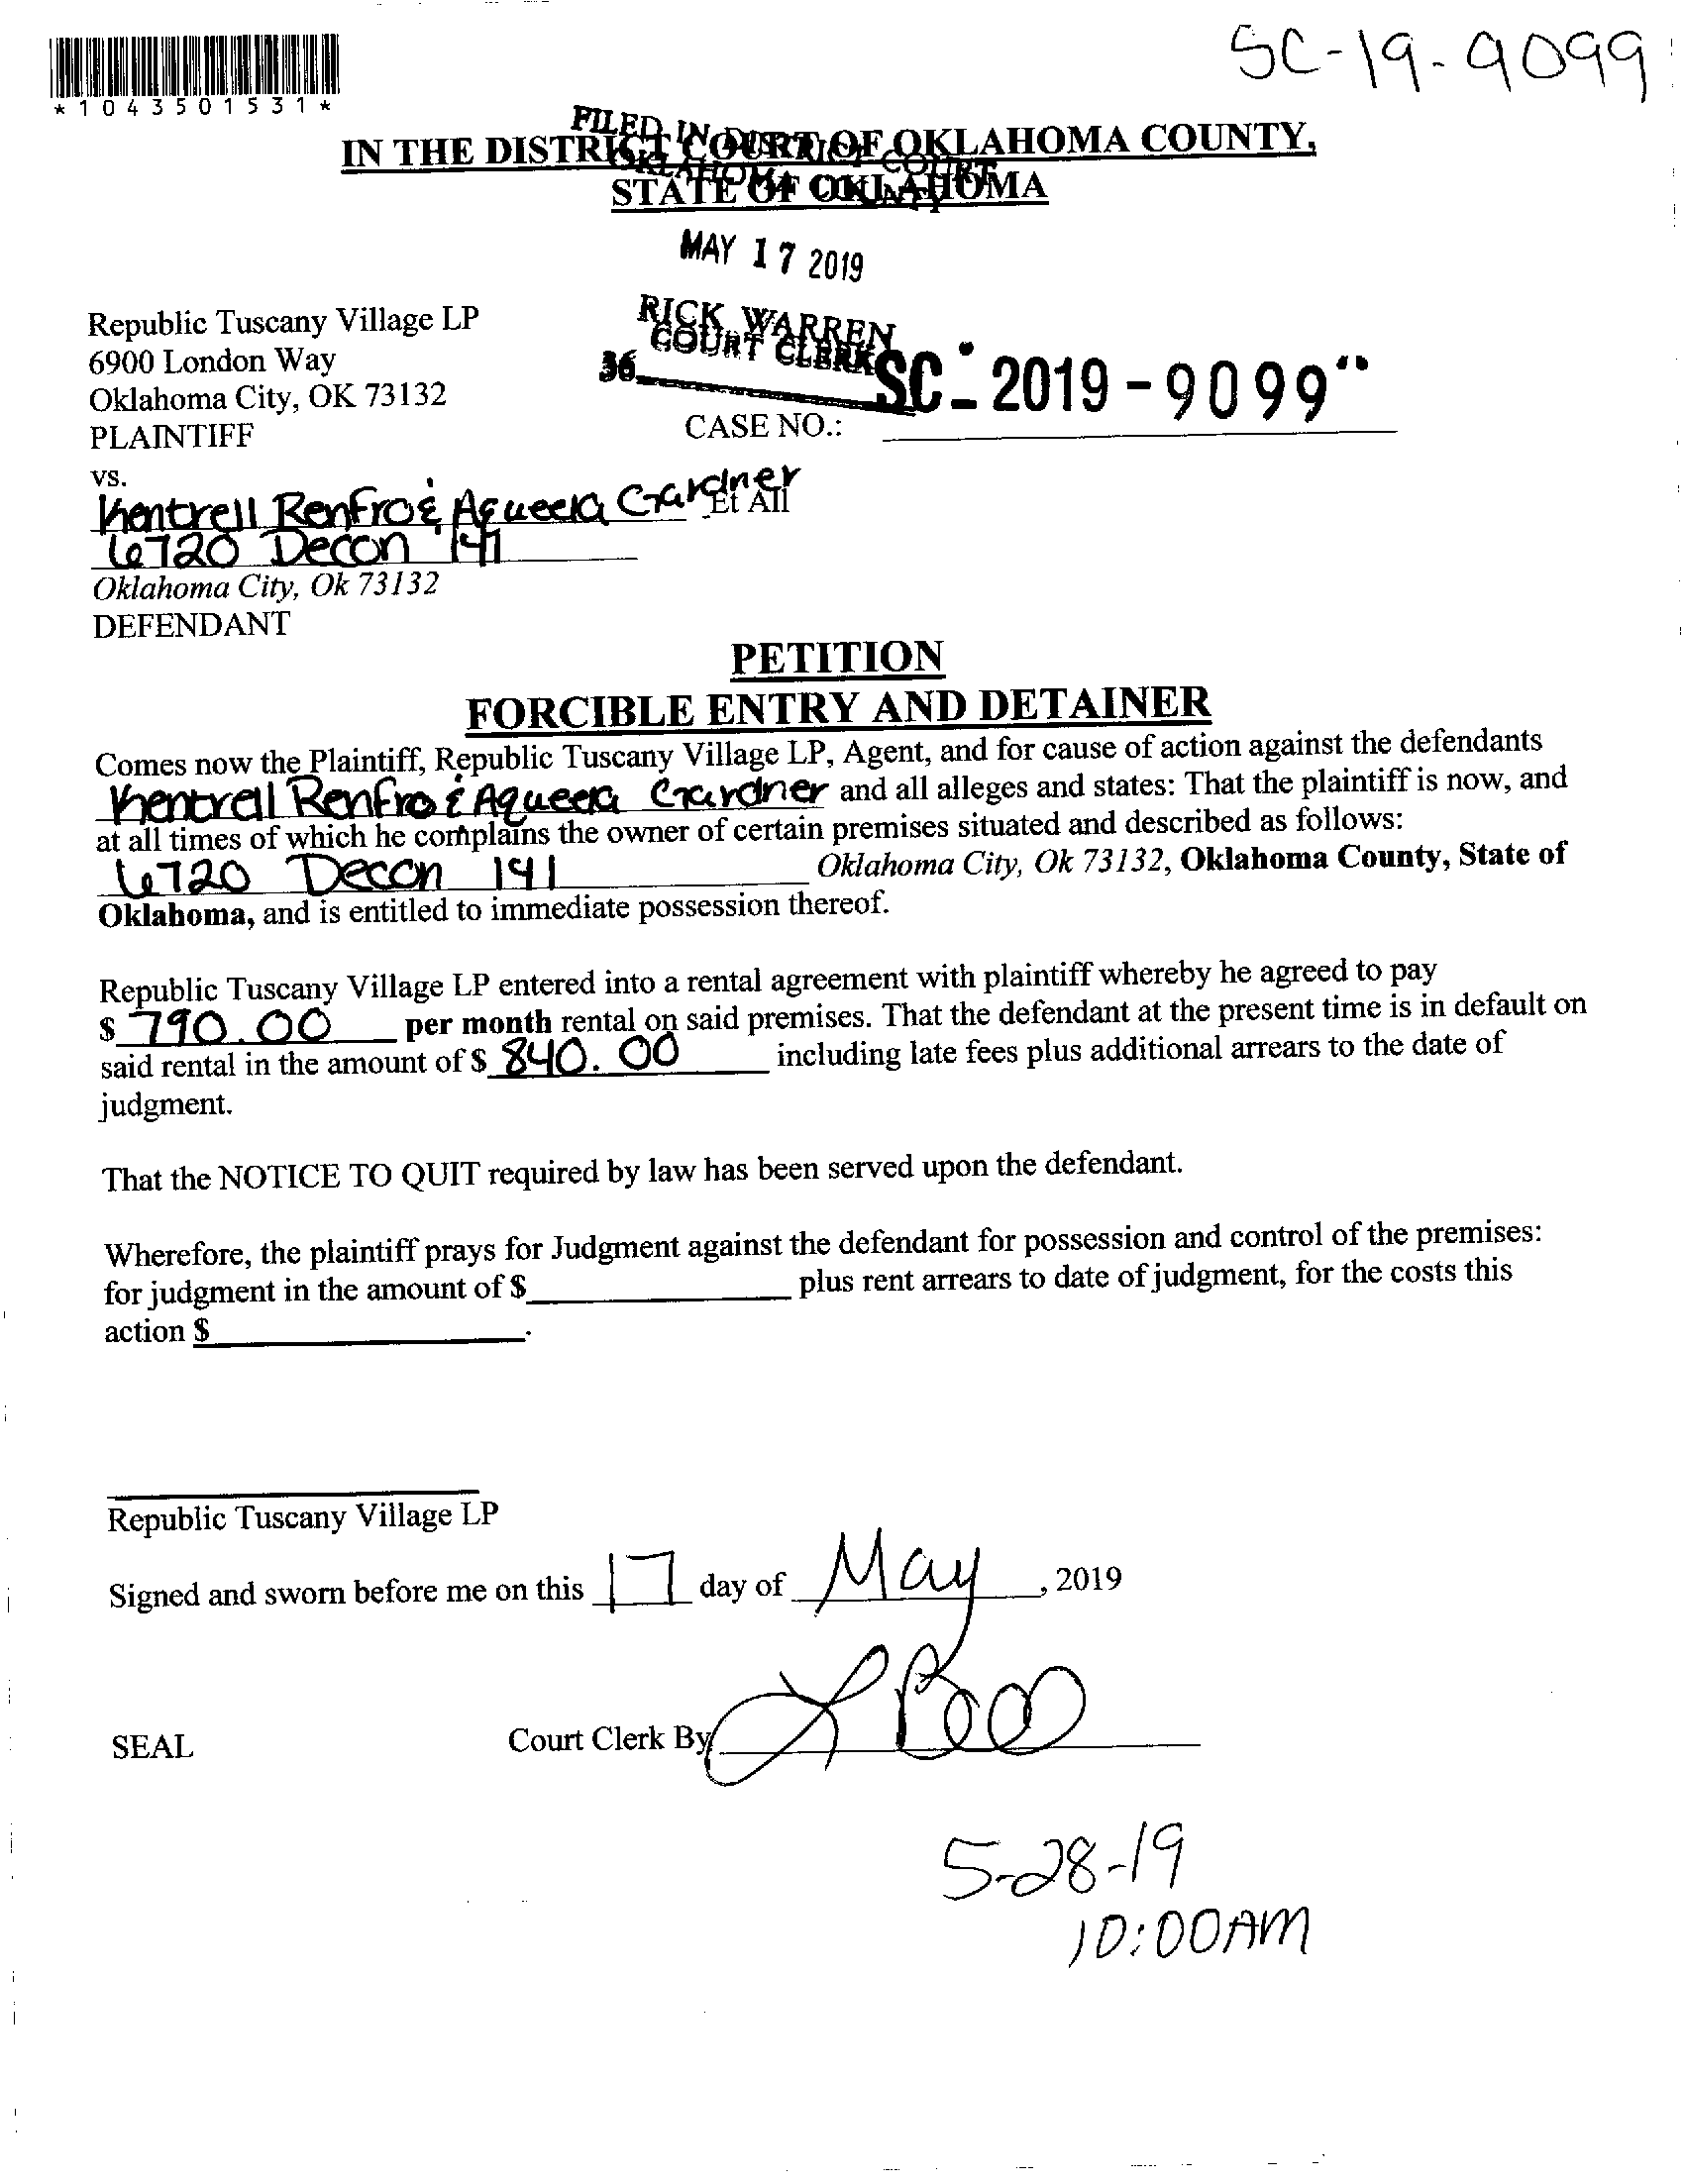 SC-19-9099
*1043501531*
IN THE DISTRICT COURT OF OKLAHOMA COUNTY,
STATE OF OKLAHOMA
FILED IN DISTRICT COURT
OKLAHOMA COUNTY
MAY 17 2019
RICK WARREN
COURT CLERK
36
Republic Tuscany Village LP
6900 London Way
Oklahoma City, OK 73132
PLAINTIFF
SC-2019-9099
CASE NO.:
vs.
Kentrell Renfro & Aqueela Gardner Et All
6720 Decon 141
Oklahoma City, Ok 73132
DEFENDANT
PETITION
FORCIBLE ENTRY AND DETAINER
Comes now the Plaintiff, Republic Tuscany Village LP, Agent, and for cause of action against the defendants
Kentrell Renfro & Aqueela Gardner and all alleges and states: That the plaintiff is now, and
at all times of which he complains the owner of certain premises situated and described as follows:
6720 Decon 141 Oklahoma City, Ok 73132, Oklahoma County, State of
Oklahoma, and is entitled to immediate possession thereof.
Republic Tuscany Village LP entered into a rental agreement with plaintiff whereby he agreed to pay
$ 790.00 per month rental on said premises. That the defendant at the present time is in default on
said rental in the amount of $ 840.00 including late fees plus additional arrears to the date of
judgment.
That the NOTICE TO QUIT required by law has been served upon the defendant.
Wherefore, the plaintiff prays for Judgment against the defendant for possession and control of the premises:
for judgment in the amount of $ plus rent arrears to date of judgment, for the costs this
action $ .
Republic Tuscany Village LP
Signed and sworn before me on this 17 day of May, 2019
SEAL Court Clerk By
5-28-19
10:00AM